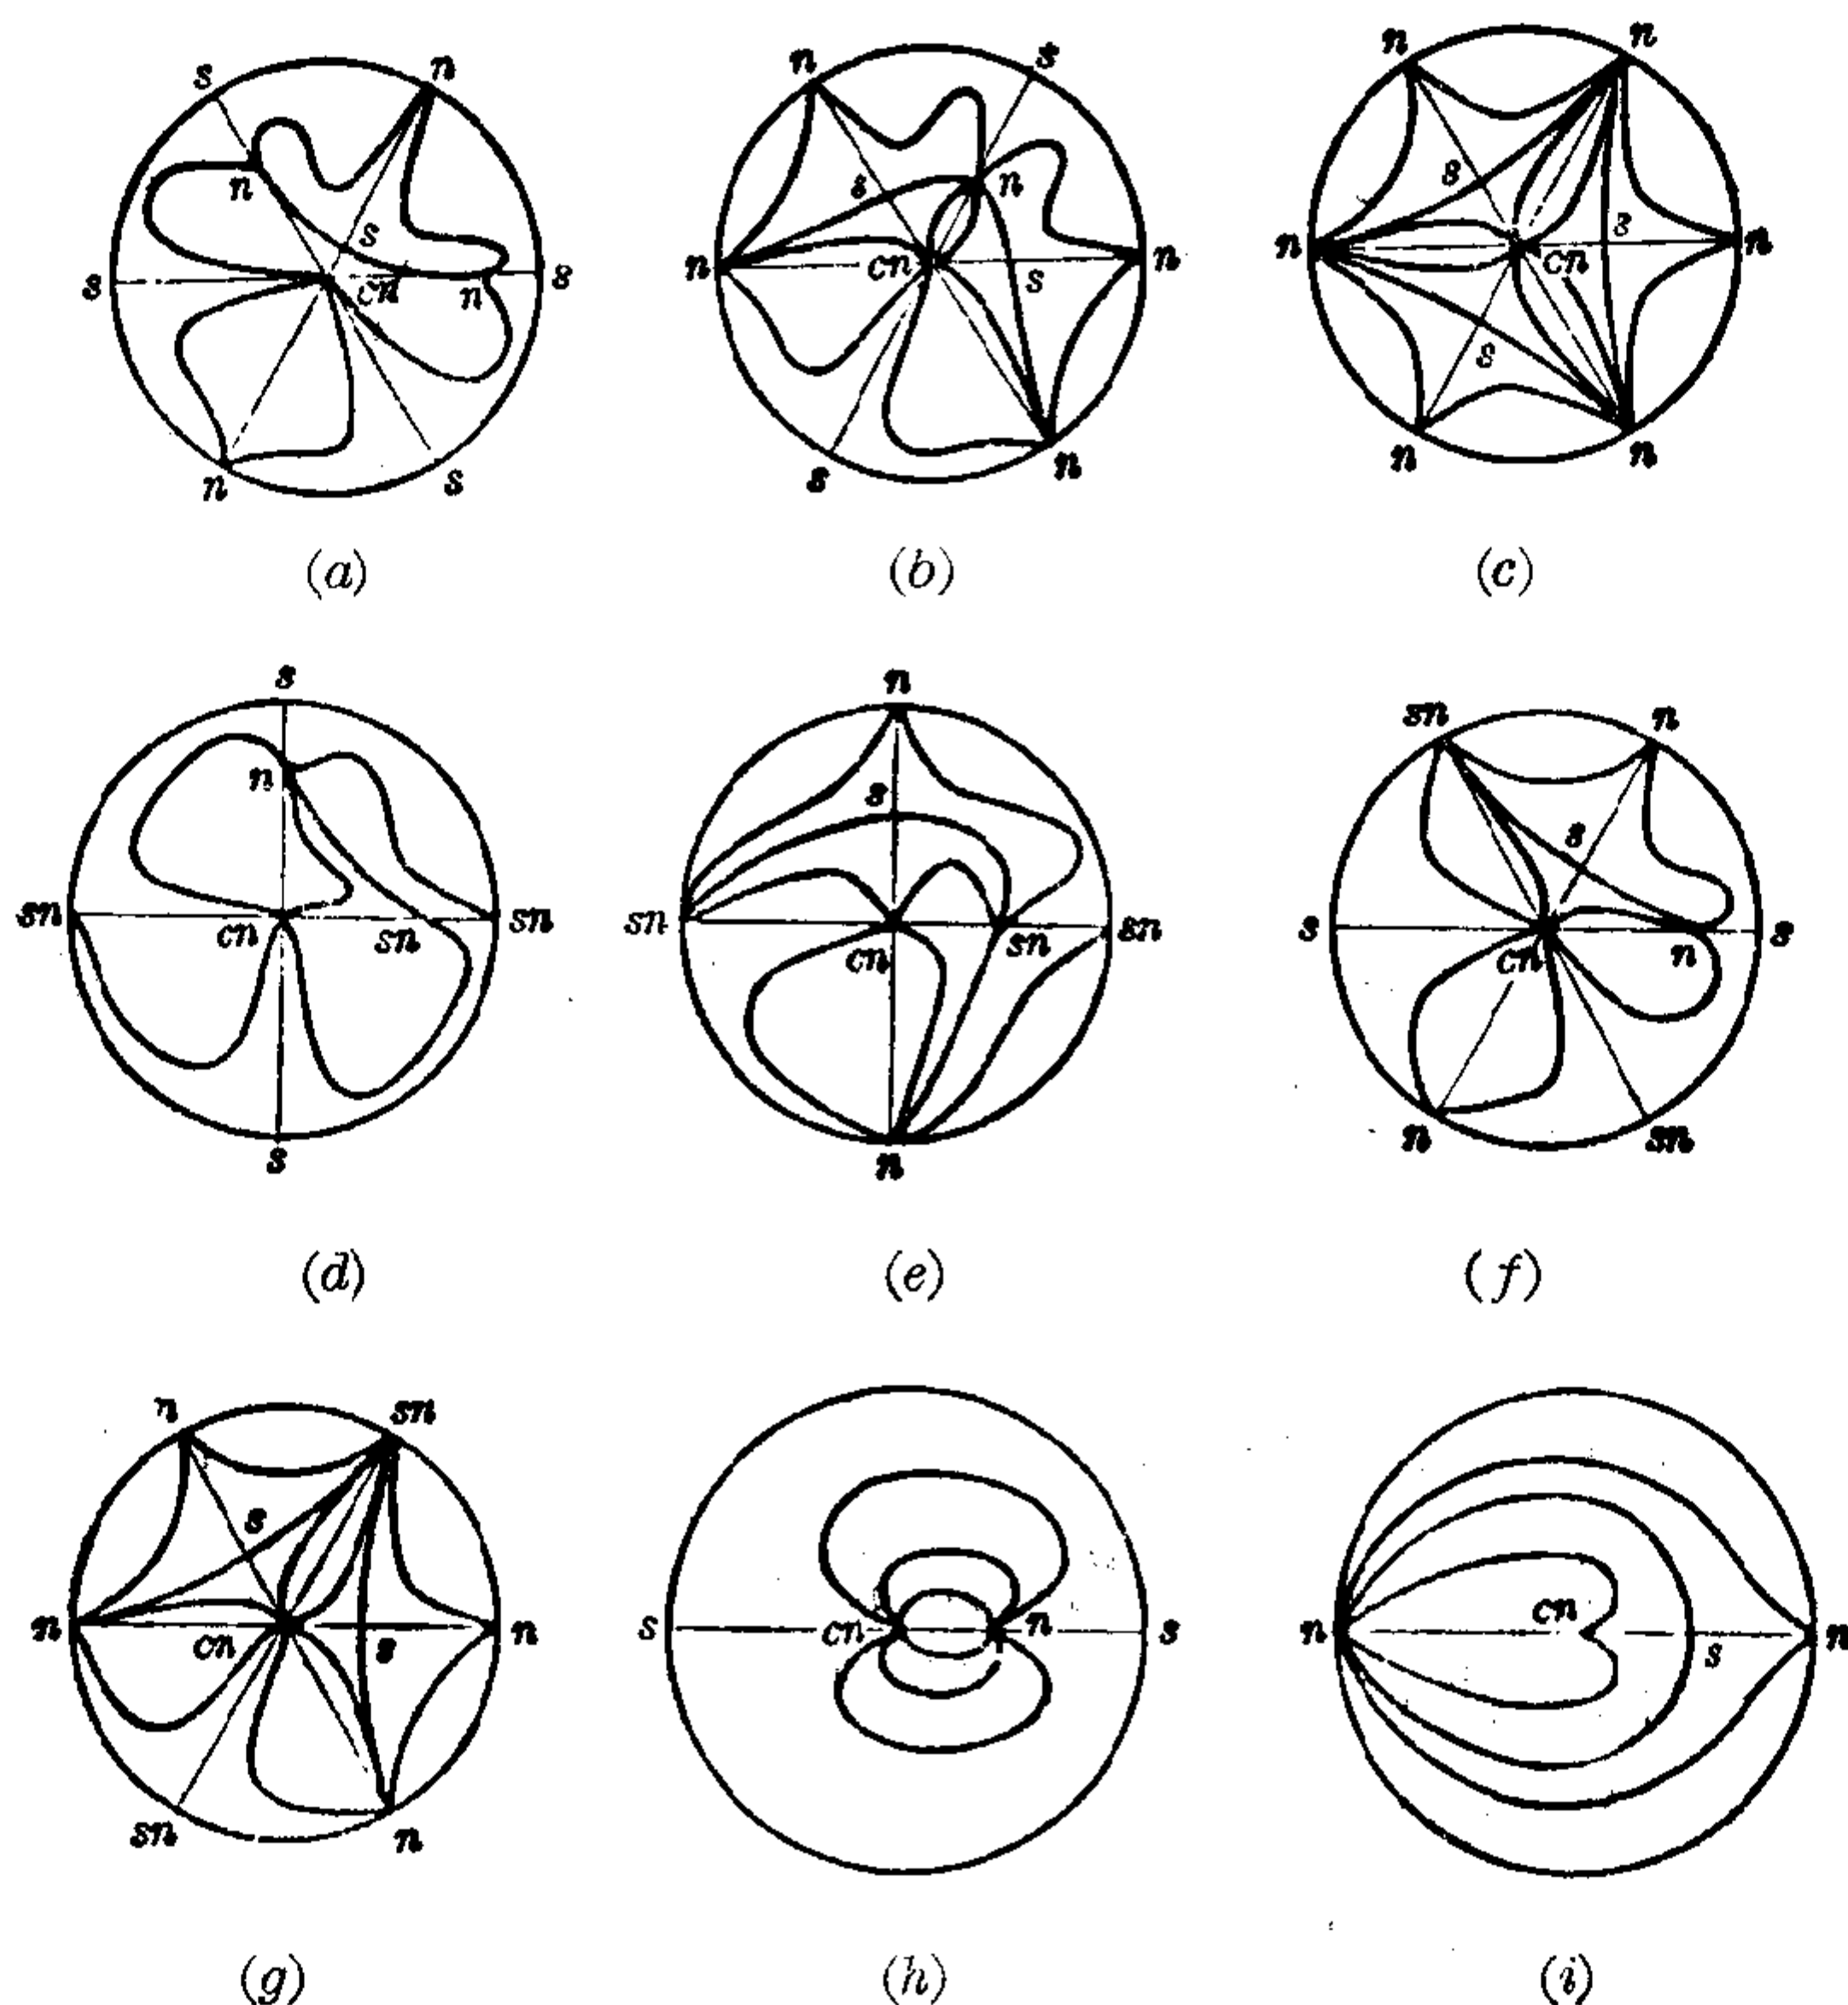 s n n s n n
n s s n s s
s cn n s n cn s n n cn n
n s s n n n
(a) (b) (c)
s n sn n
n s s
sn cn sn sn sn cn sn sn s cn n s
s n n sn
(d) (e) (f)
n sn
s
n cn s n s cn n s n cn s n
sn n
(g) (h) (i)